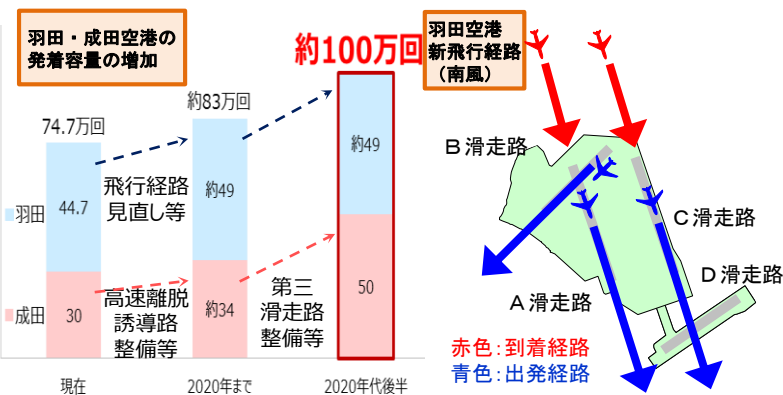 羽田・成田空港の
発着容量の増加
約100万回
約83万回
74.7万回
飛行経路
見直し等
羽田
44.7
約49
約49
成田
30
約34
50
高速離脱
誘導路
整備等
第三
滑走路
整備等
現在
2020年まで
2020年代後半
羽田空港
新飛行経路
（南風）
B滑走路
C滑走路
D滑走路
A滑走路
赤色：到着経路
青色：出発経路